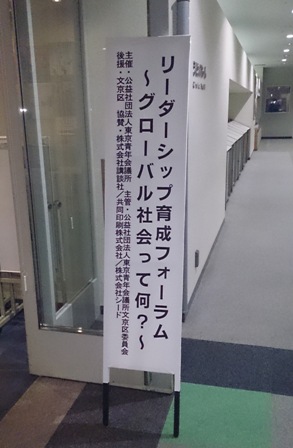 リーダーシップ育成フォーラム
～グローバル社会って何？～
主催・公益社団法人東京青年会議所　主管・公益社団法人東京青年会議所文京区委員会
後援・文京区　協賛・株式会社講談社／共同印刷株式会社／株式会社シード